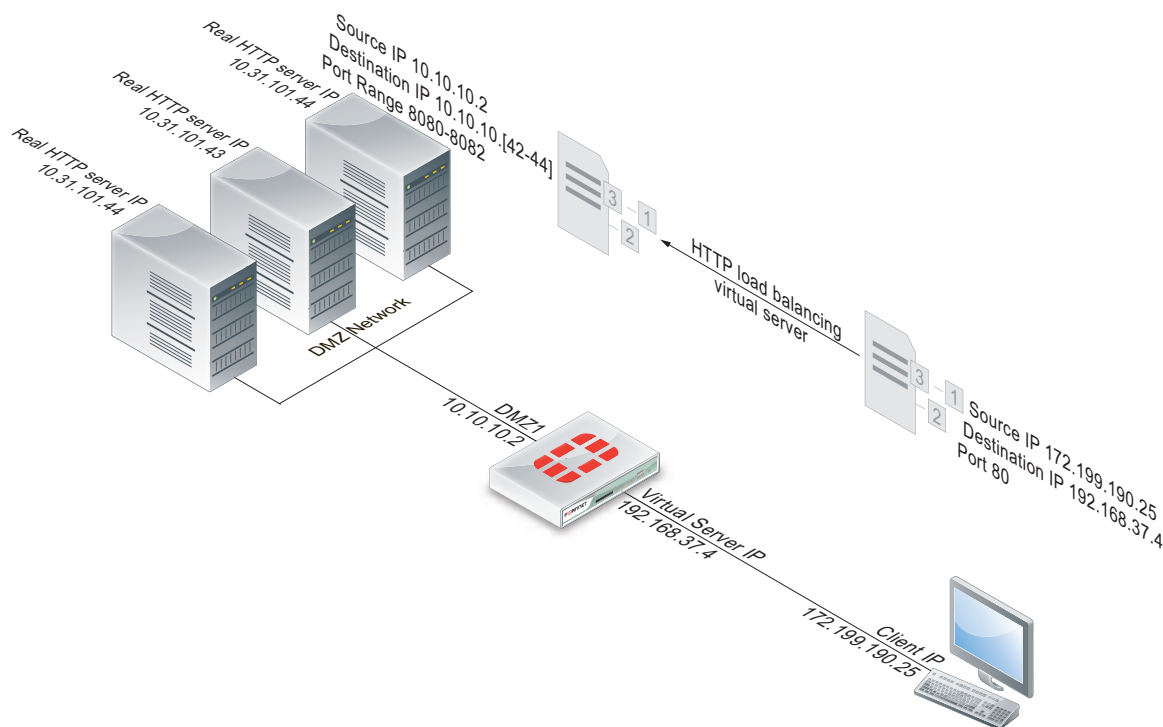 Real HTTP server IP
10.31.101.44
Real HTTP server IP
10.31.101.43
Real HTTP server IP
10.31.101.44
Source IP 10.10.10.2
Destination IP 10.10.10.[42-44]
Port Range 8080-8082
3
1
2
HTTP load balancing
virtual server
3
1
2
Source IP 172.199.190.25
Destination IP 192.168.37.4
Port 80
DMZ Network
DMZ1
10.10.10.2
FORTINET
Virtual Server IP
192.168.37.4
Client IP
172.199.190.25